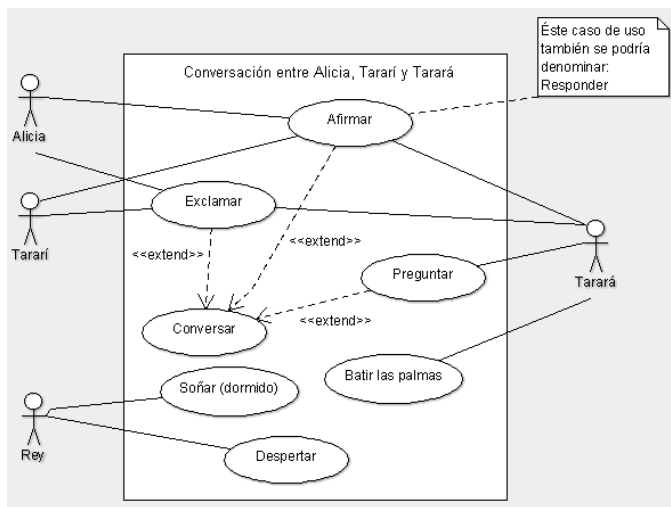 Éste caso de uso
también se podría
denominar:
Responder
Conversación entre Alicia, Tararí y Tarará
Afirmar
Alicia
Exclamar
Tararí
<<extend>>
<<extend>>
Tarará
Preguntar
<<extend>>
Conversar
Batir las palmas
Soñar (dormido)
Rey
Despertar